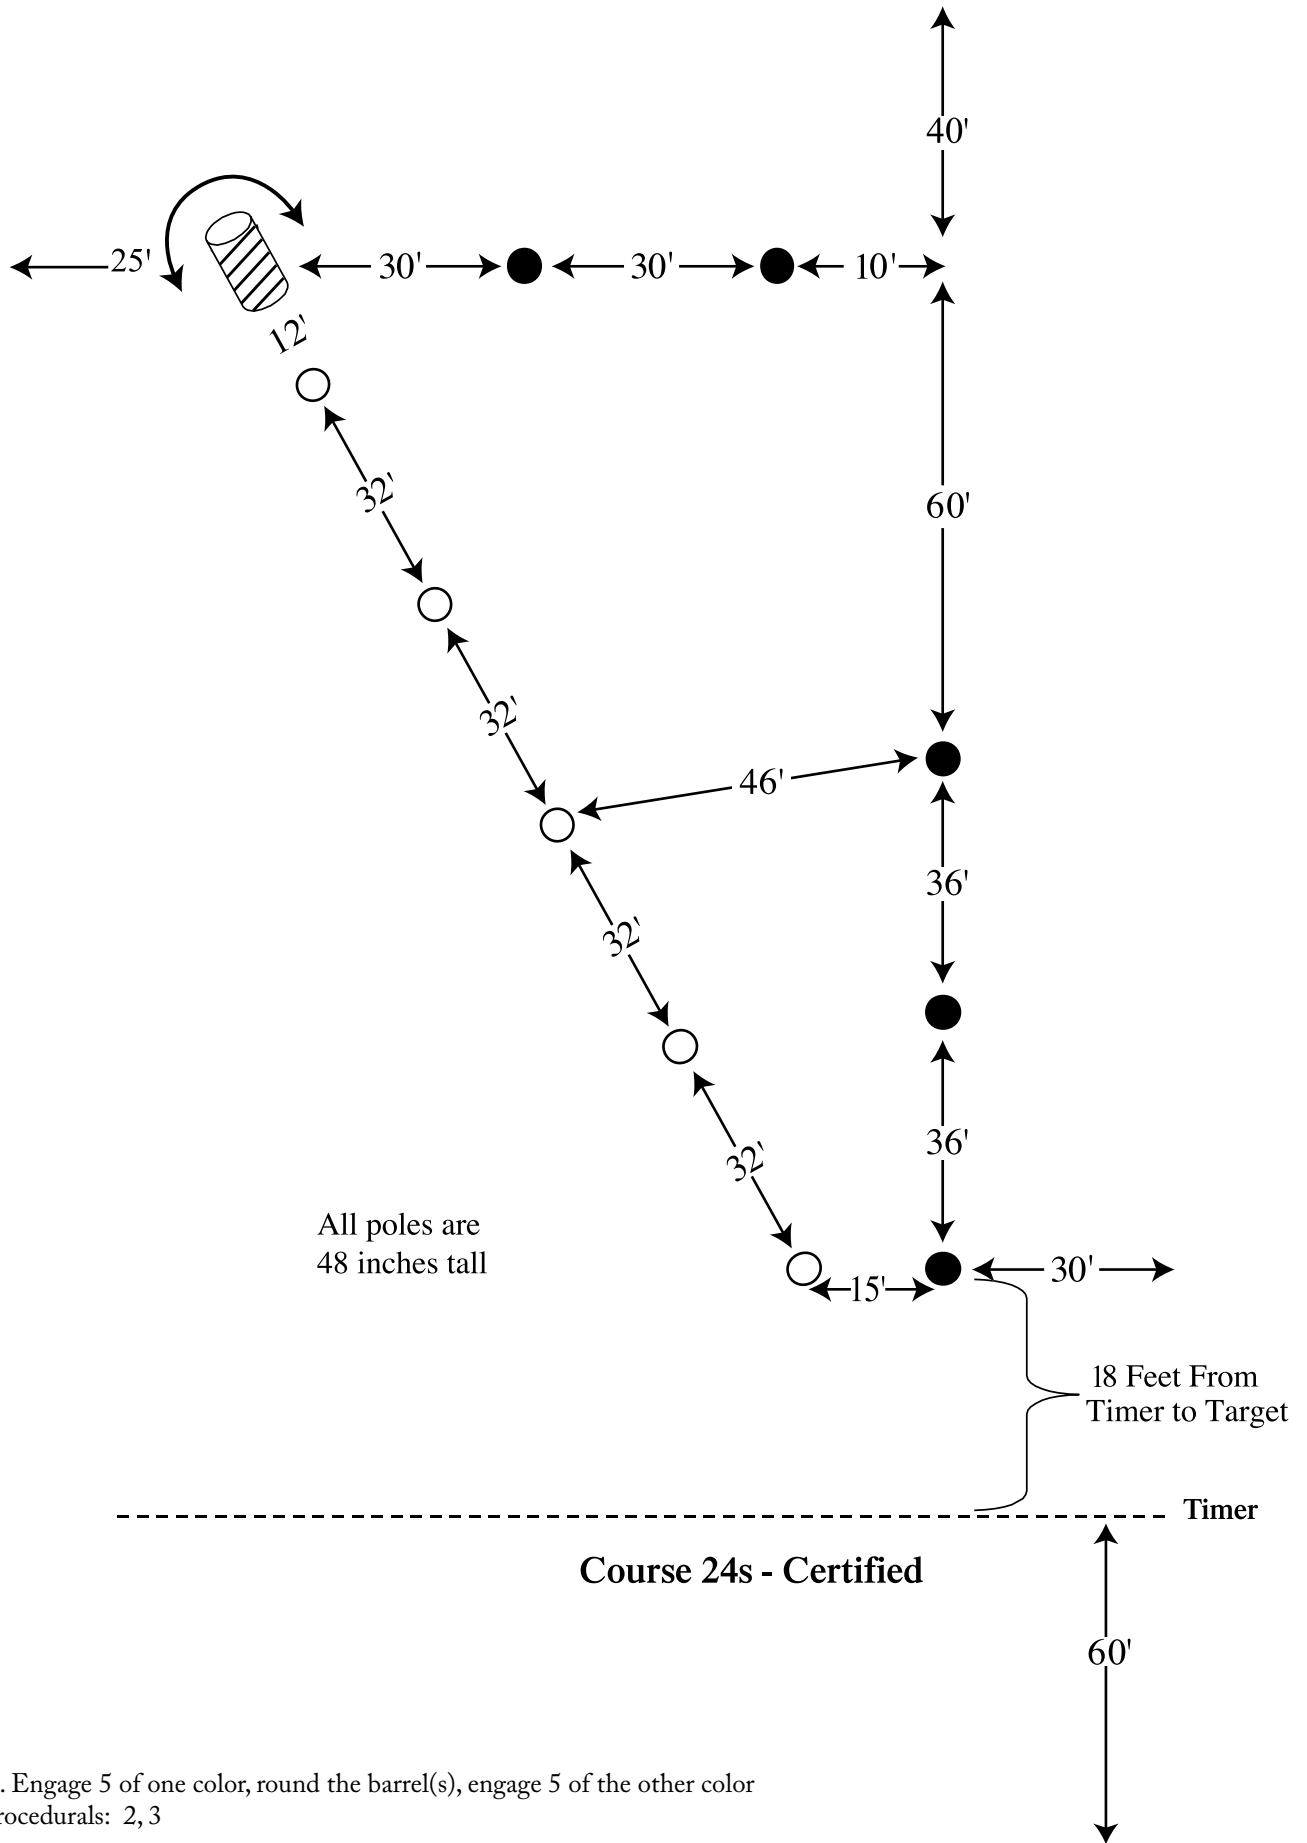 40'
25'
30'
30'
10'
12'
32'
60'
32'
46'
36'
32'
36'
32'
All poles are
48 inches tall
15'
30'
18 Feet From
Timer to Target
Timer
Course 24s - Certified
60'
. Engage 5 of one color, round the barrel(s), engage 5 of the other color
rocedurals: 2, 3